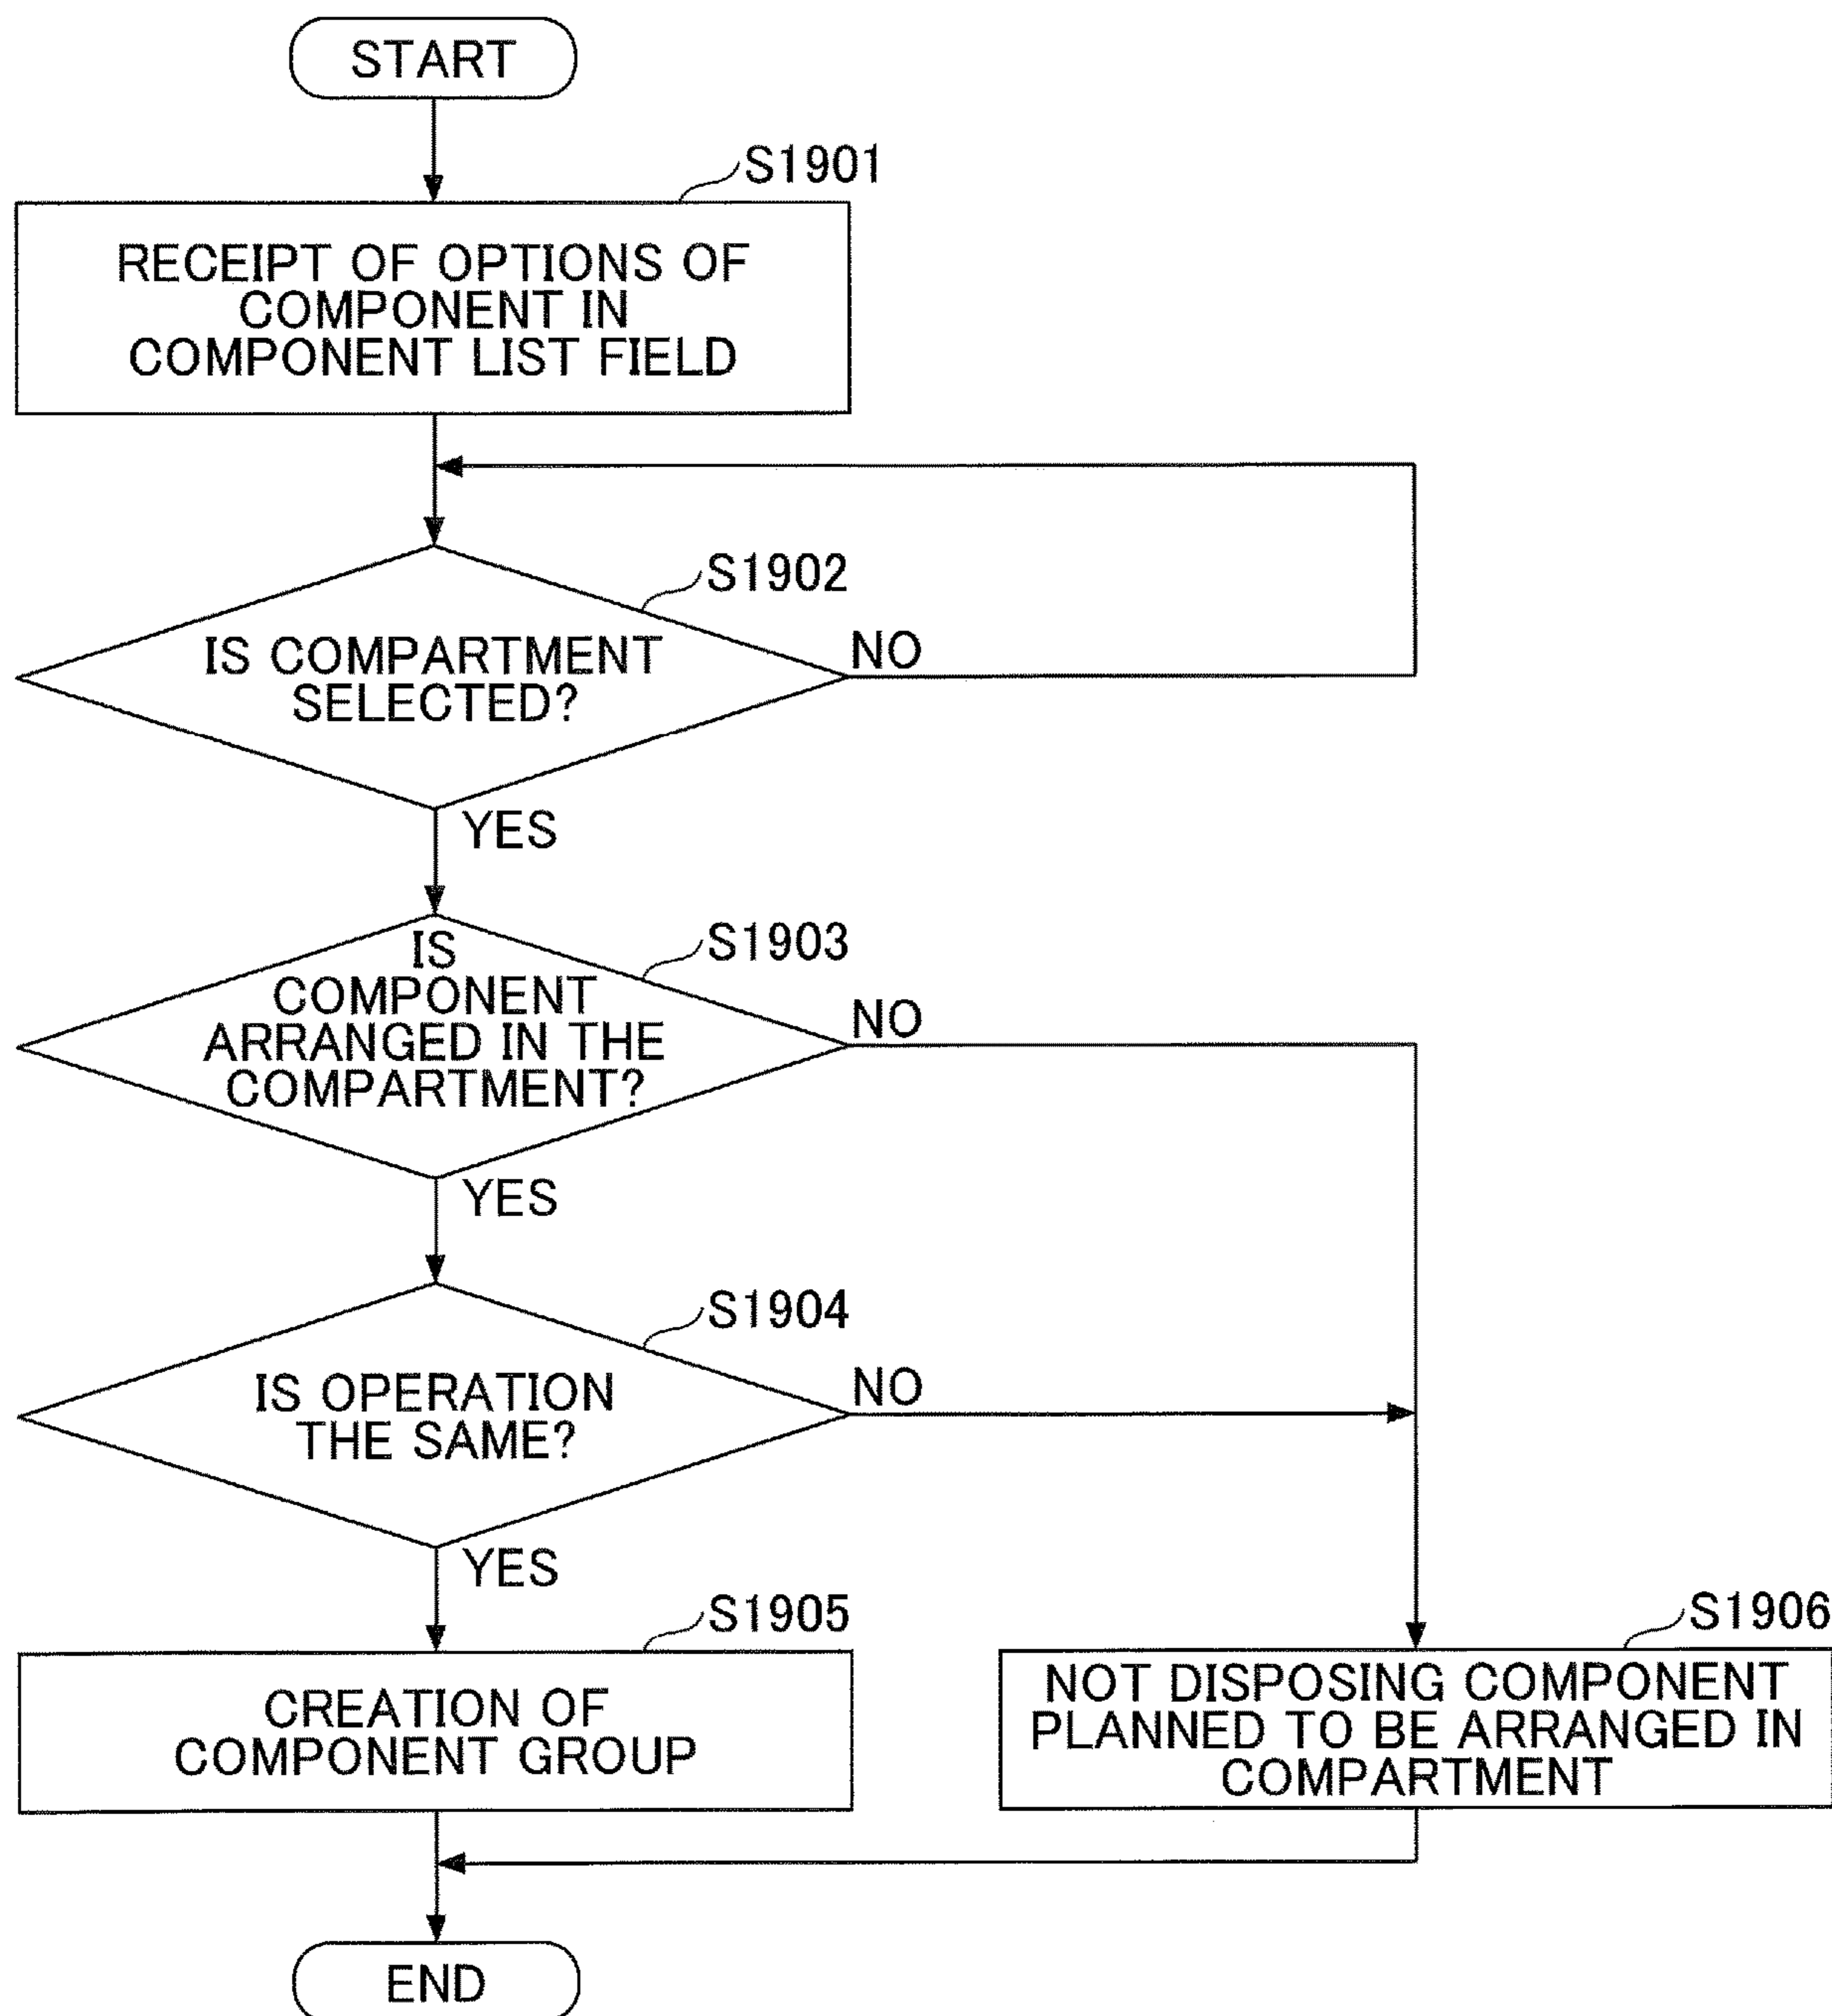 START
S1901
RECEIPT OF OPTIONS OF
COMPONENT IN
COMPONENT LIST FIELD
S1902
IS COMPARTMENT
SELECTED?
NO
YES
S1903
IS
COMPONENT
ARRANGED IN THE
COMPARTMENT?
NO
YES
S1904
IS OPERATION
THE SAME?
NO
YES
S1905
CREATION OF
COMPONENT GROUP
S1906
NOT DISPOSING COMPONENT
PLANNED TO BE ARRANGED IN
COMPARTMENT
END